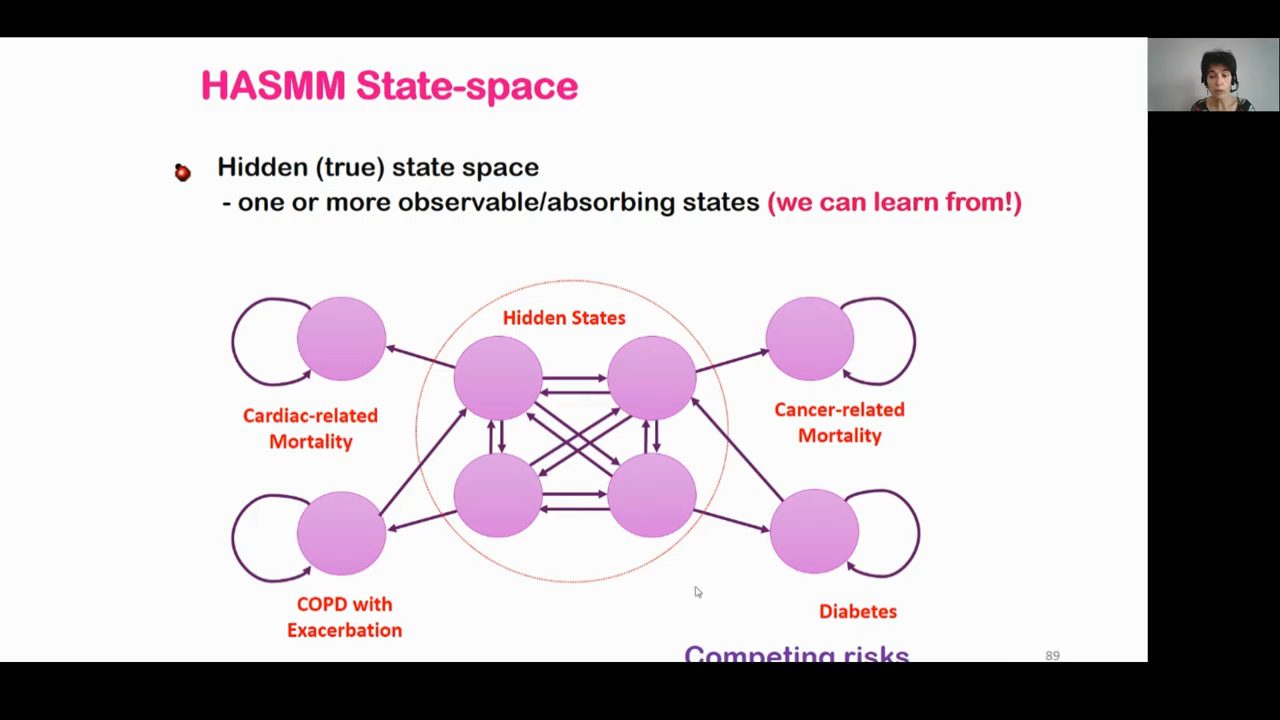 HASMM State-space
Hidden (true) state space
- one or more observable/absorbing states (we can learn from!)
Hidden States
Cardiac-related
Mortality
Cancer-related
Mortality
COPD with
Exacerbation
Diabetes
Competing risks
89